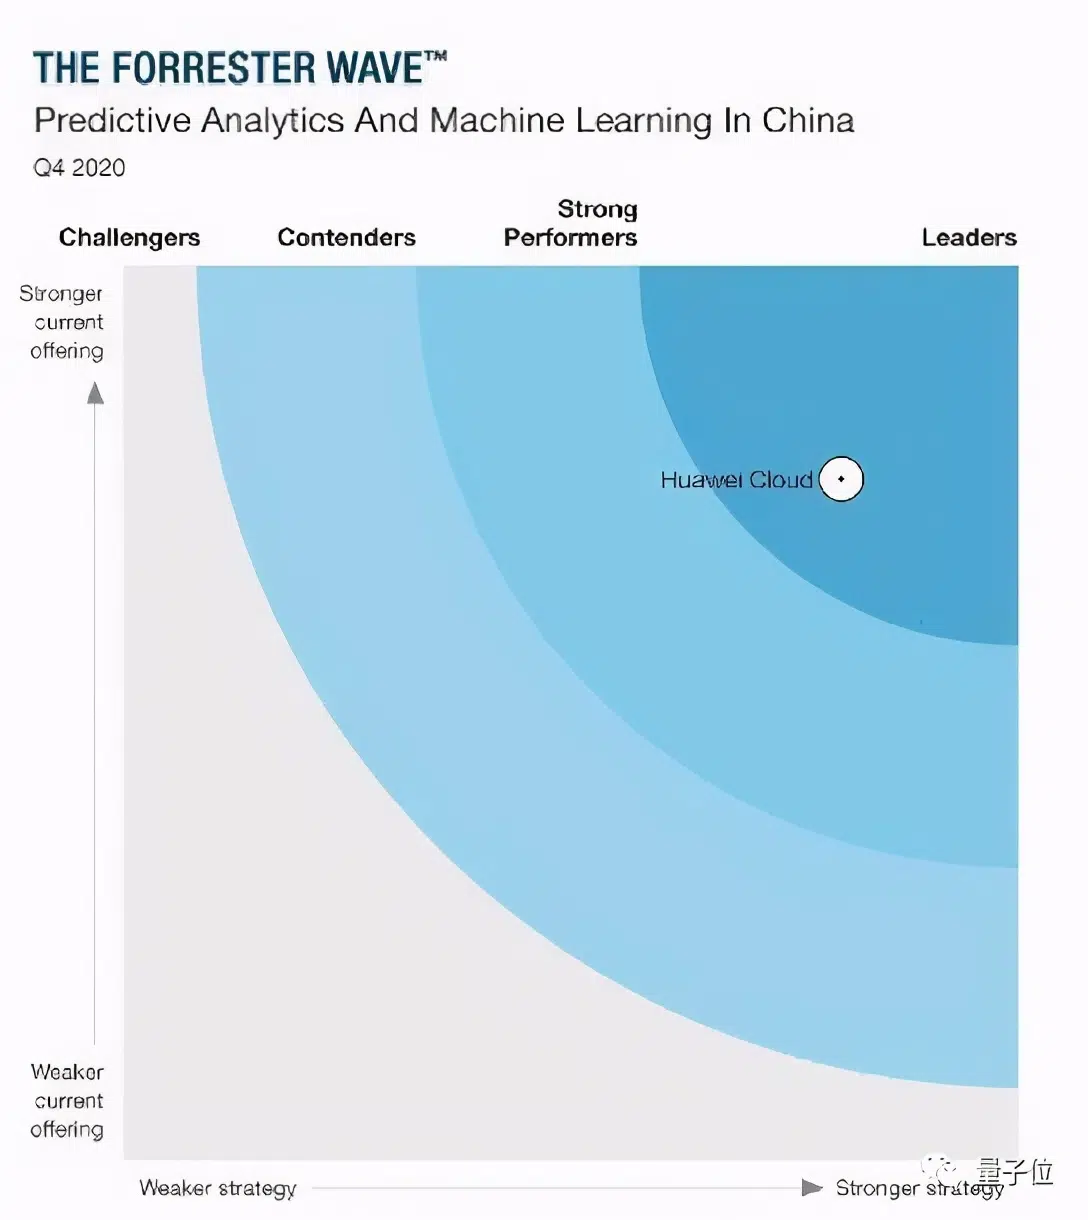 THE FORRESTER WAVE™
Predictive Analytics And Machine Learning In China
Q4 2020
Challengers
Contenders
Strong
Performers
Leaders
Stronger
current
offering
Huawei Cloud
Weaker
current
offering
Weaker strategy
Stronger strategy
量子位